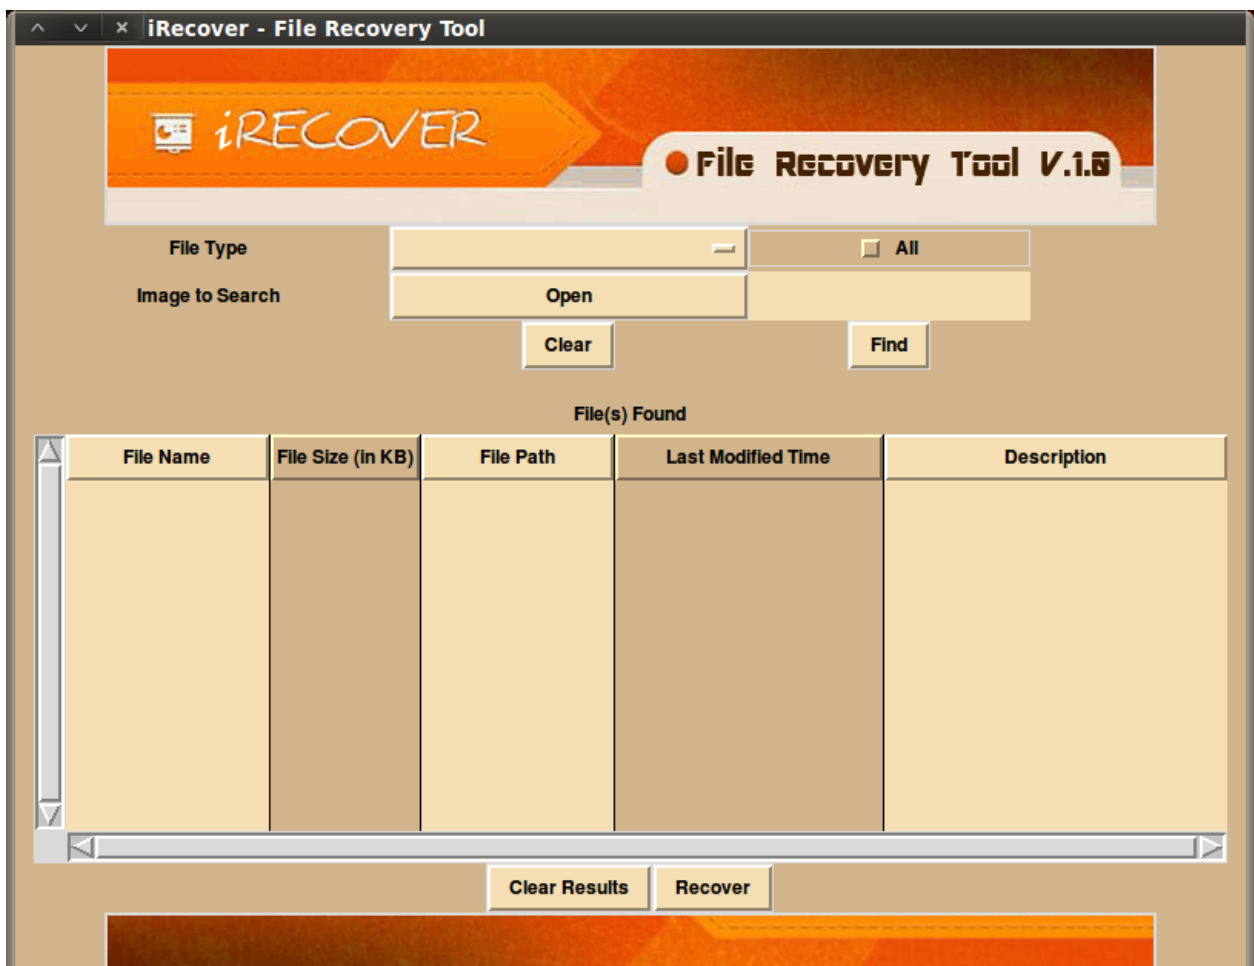 iRecover - File Recovery Tool
iRECOVER
File Recovery Tool V.1.0
File Type
All
Image to Search
Open
Clear
Find
File(s) Found
File Name
File Size (in KB)
File Path
Last Modified Time
Description
Clear Results
Recover